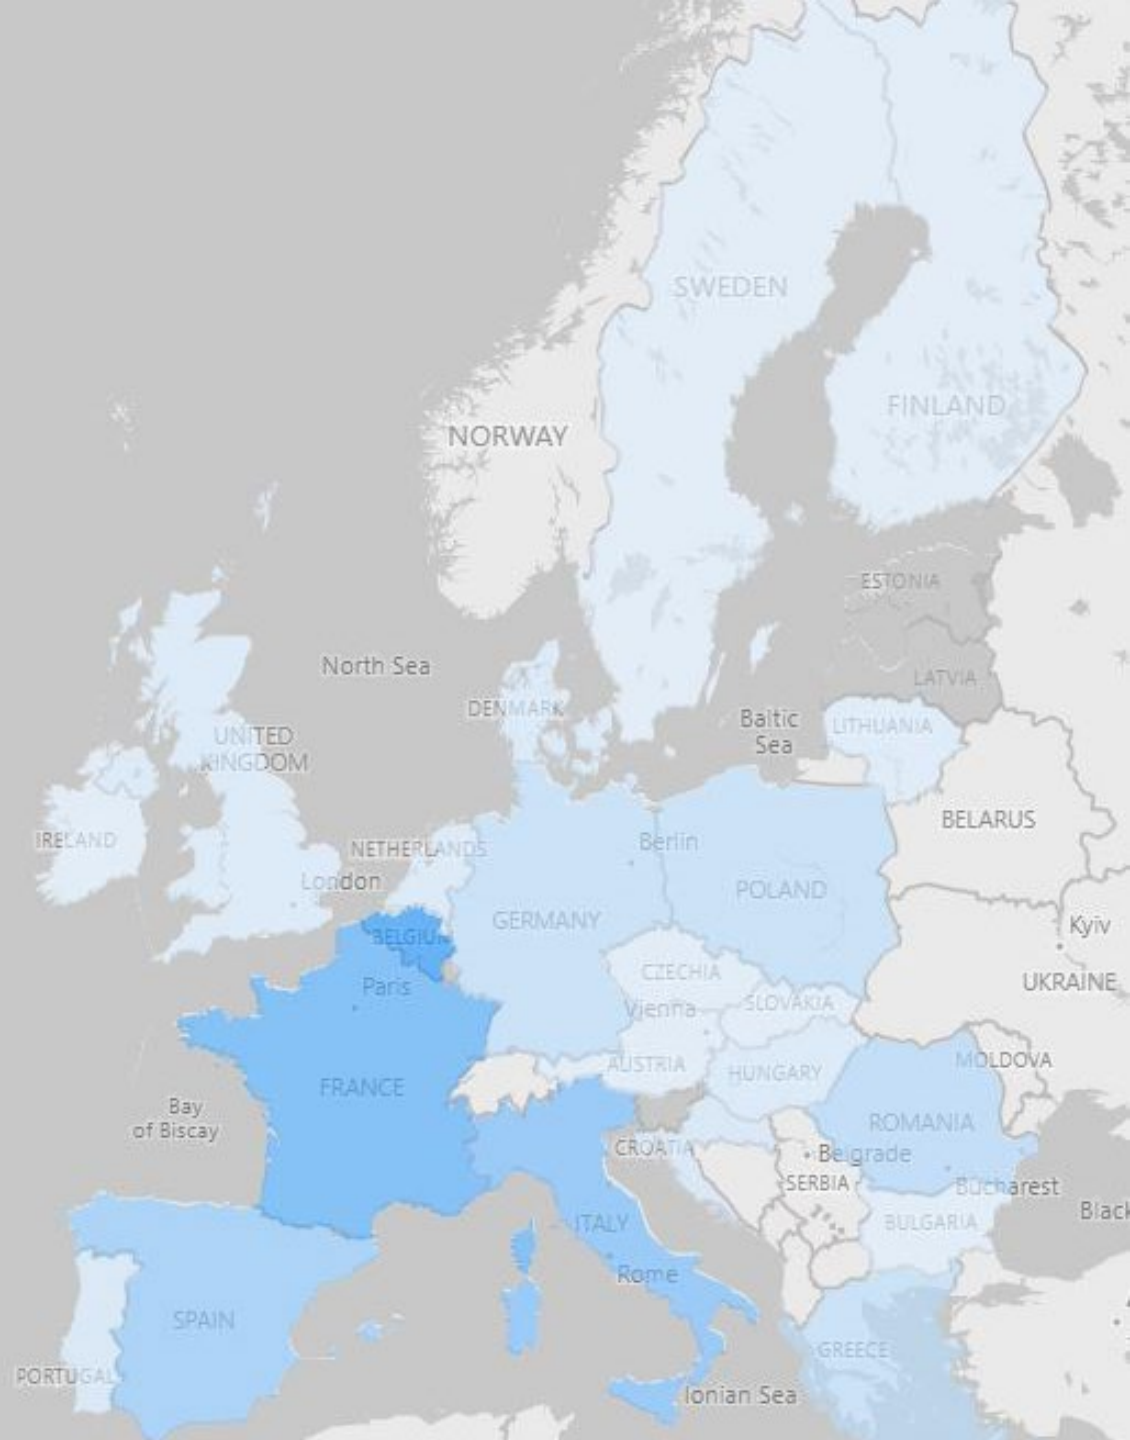 SWEDEN
FINLAND
NORWAY
ESTONIA
North Sea
LATVIA
DENMARK
Baltic
Sea
LITHUANIA
UNITED
KINGDOM
BELARUS
IRELAND
NETHERLANDS
Berlin
London
POLAND
GERMANY
Kyiv
BELGIUM
CZECHIA
UKRAINE
Paris
SLOVAKIA
Vienna
MOLDOVA
AUSTRIA
HUNGARY
FRANCE
Bay
of Biscay
ROMANIA
CROATIA
Belgrade
SERBIA
Bucharest
Black
ITALY
BULGARIA
Rome
SPAIN
GREECE
PORTUGAL
Ionian Sea